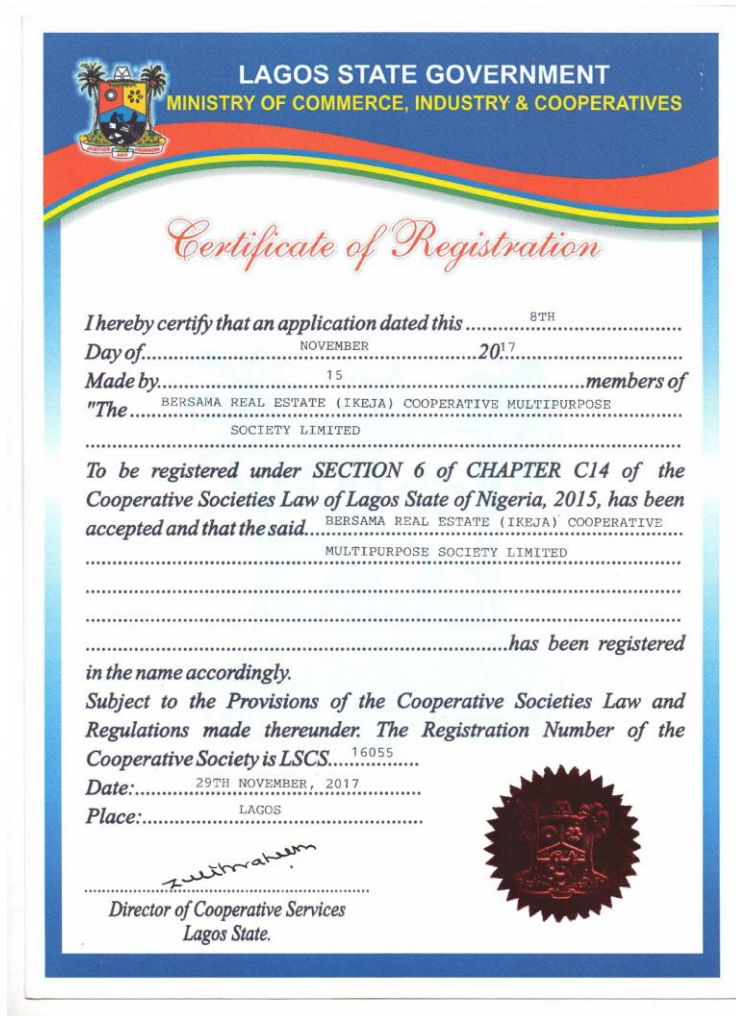 LAGOS STATE GOVERNMENT
MINISTRY OF COMMERCE, INDUSTRY & COOPERATIVES
JUSTICE AND PROGRESS
Certificate of Registration
I hereby certify that an application dated this ..........8TH..........
Day of..........NOVEMBER..........2017..........
Made by..........15..........members of
"The ..........BERSAMA REAL ESTATE (IKEJA) COOPERATIVE MULTIPURPOSE
SOCIETY LIMITED
To be registered under SECTION 6 of CHAPTER C14 of the
Cooperative Societies Law of Lagos State of Nigeria, 2015, has been
accepted and that the said....BERSAMA REAL ESTATE (IKEJA) COOPERATIVE
MULTIPURPOSE SOCIETY LIMITED
..........has been registered
in the name accordingly.
Subject to the Provisions of the Cooperative Societies Law and
Regulations made thereunder. The Registration Number of the
Cooperative Society is LSCS....16055....
Date:..........29TH NOVEMBER, 2017..........
Place:..........LAGOS..........
Director of Cooperative Services
Lagos State.